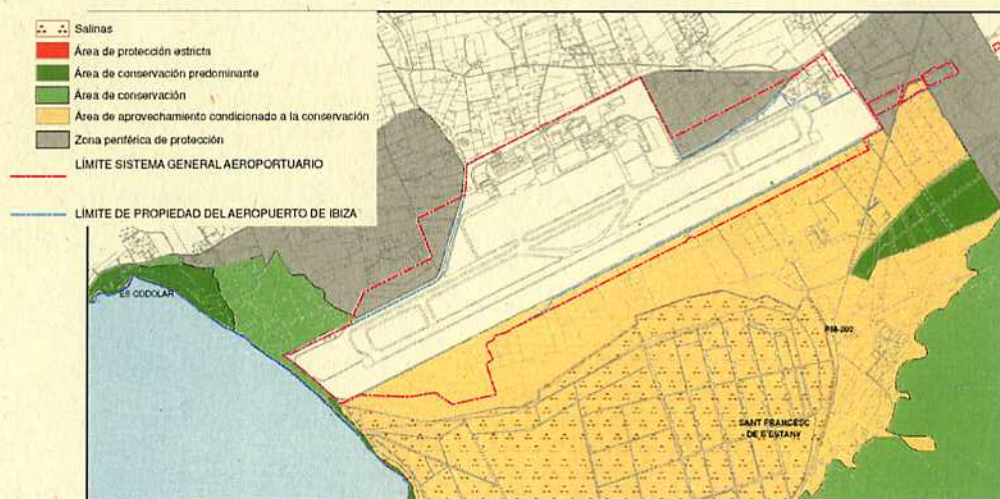 Salinas
Área de protección estricta
Área de conservación predominante
Área de conservación
Área de aprovechamiento condicionado a la conservación
Zona periférica de protección
LÍMITE SISTEMA GENERAL AEROPORTUARIO
LÍMITE DE PROPIEDAD DEL AEROPUERTO DE IBIZA
ES CODOLAR
PM-802
SANT FRANCESC
DE S'ESTANY